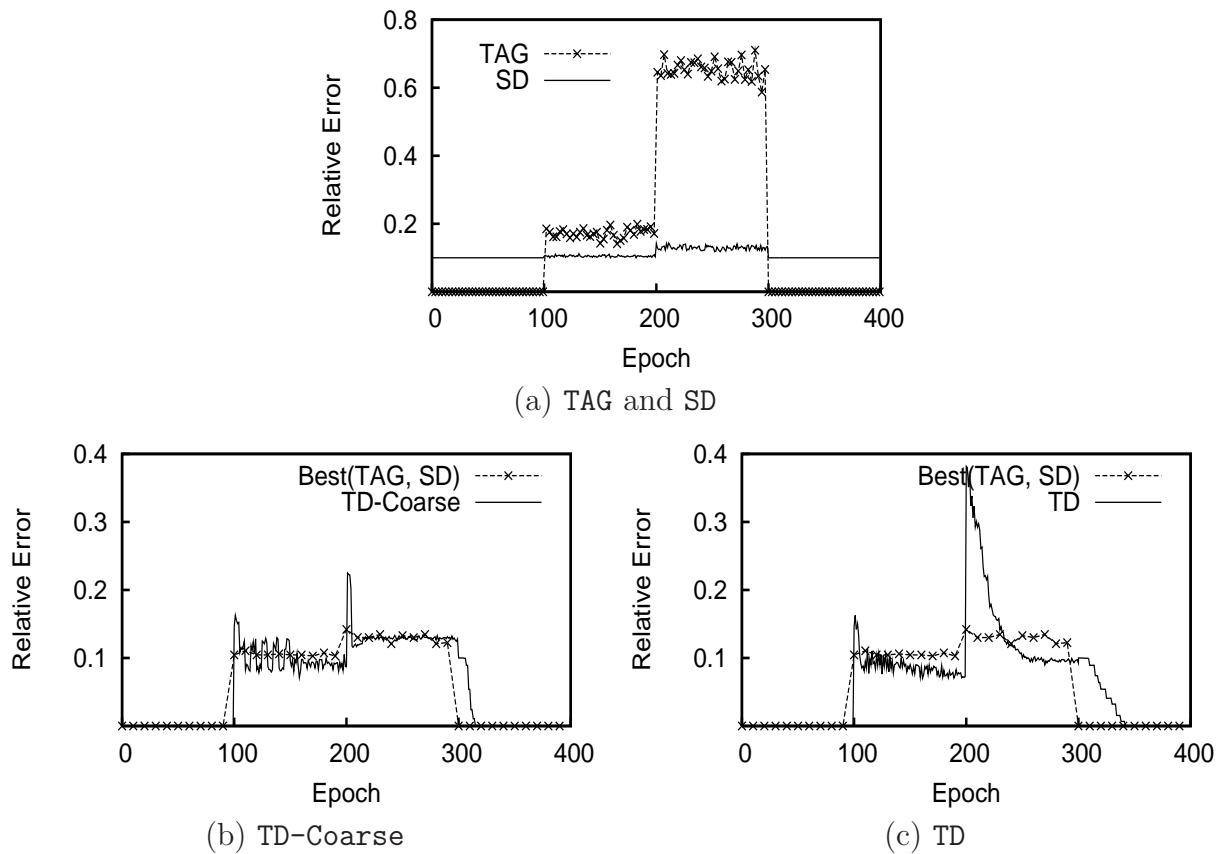 0.8
TAG
SD
0.6
Relative Error
0.4
0.2
0 100 200 300 400
Epoch
(a) TAG and SD
0.4
Best(TAG, SD)
TD-Coarse
0.3
Relative Error
0.2
0.1
0 100 200 300 400
Epoch
(b) TD-Coarse
0.4
Best(TAG, SD)
TD
0.3
Relative Error
0.2
0.1
0 100 200 300 400
Epoch
(c) TD